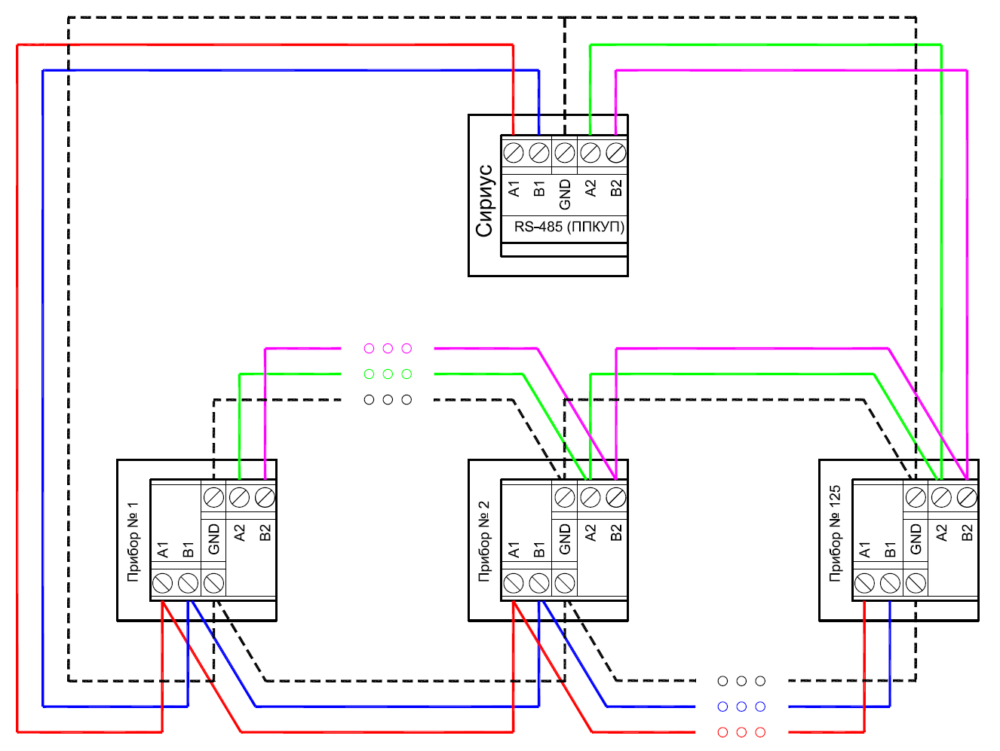 Сириус
A1
B1
GND
A2
B2
RS-485 (ППКУП)
Прибор № 1
A1
B1
GND
A2
B2
Прибор № 2
A1
B1
GND
A2
B2
Прибор № 125
A1
B1
GND
A2
B2